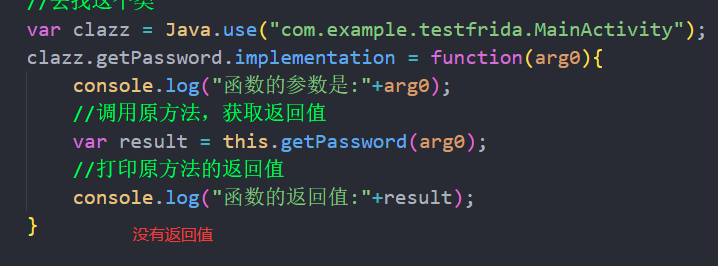 //去找这个类
var clazz = Java.use("com.example.testfrida.MainActivity");
clazz.getPassword.implementation = function(arg0){
console.log("函数的参数是:"+arg0);
//调用原方法，获取返回值
var result = this.getPassword(arg0);
//打印原方法的返回值
console.log("函数的返回值:"+result);
}
没有返回值